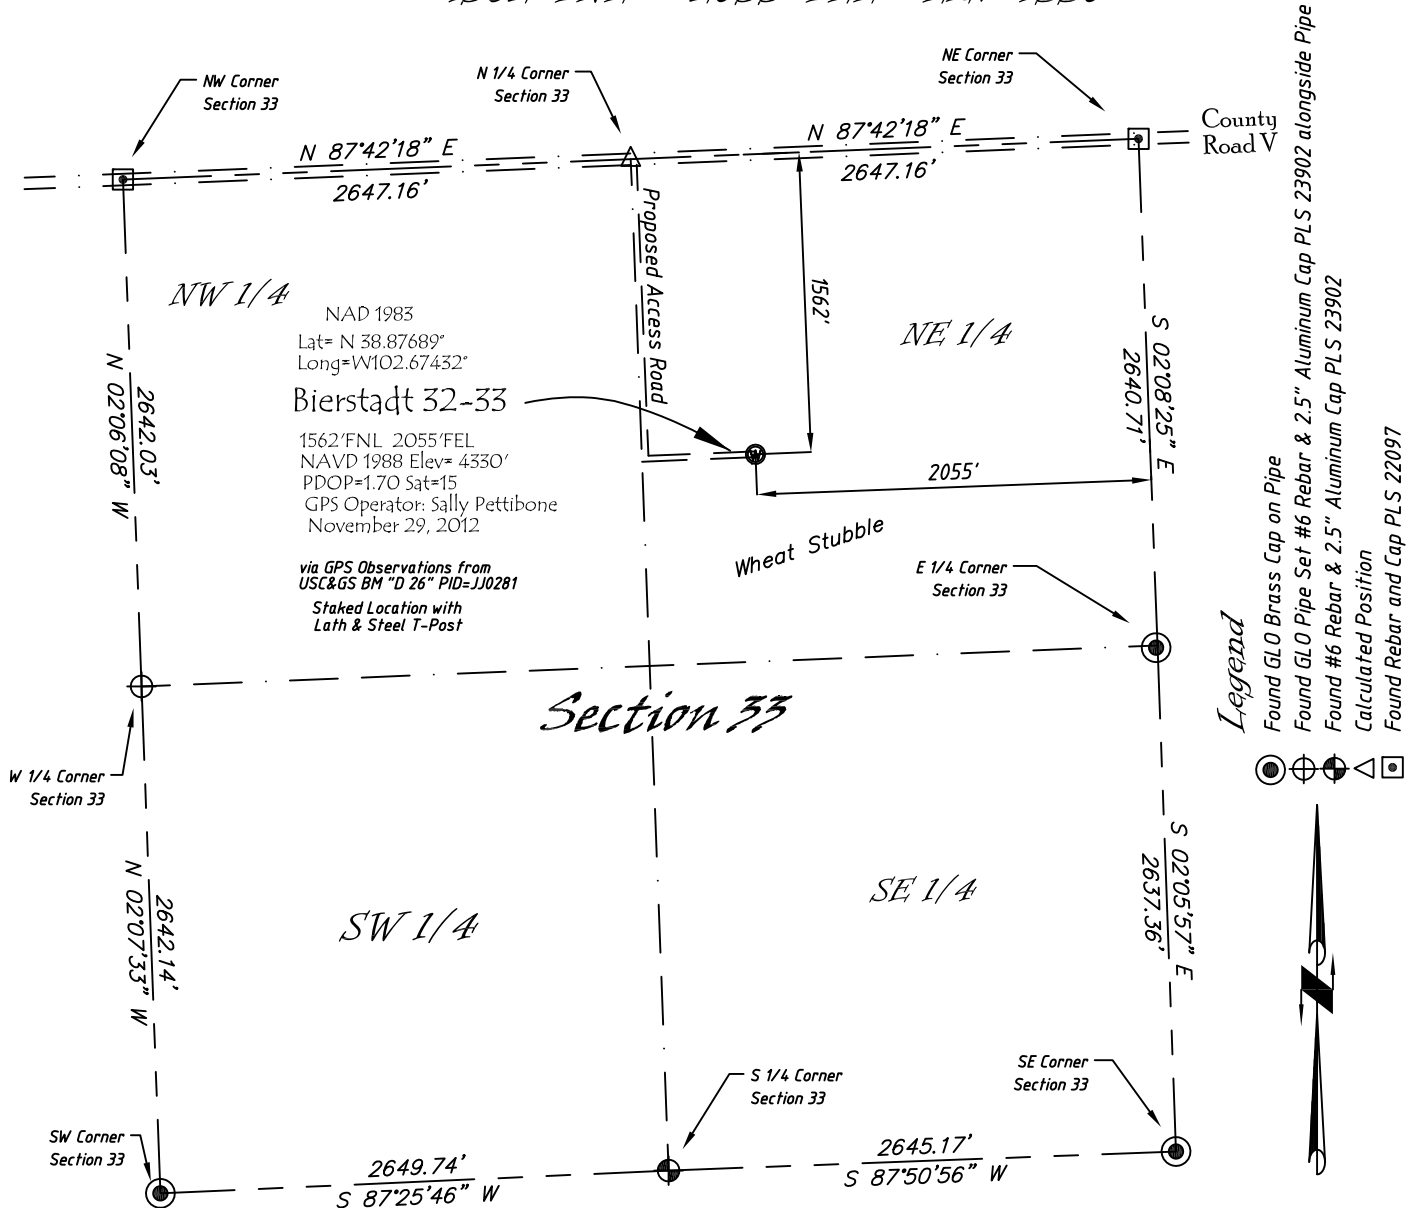 NW Corner
Section 33
N 1/4 Corner
Section 33
NE Corner
Section 33
County
Road V
N 87°42'18" E
2647.16'
N 87°42'18" E
2647.16'
Proposed Access Road
1562'
NW 1/4
NE 1/4
NAD 1983
Lat= N 38.87689°
Long=W102.67432°
Bierstadt 32-33
1562'FNL 2055'FEL
NAVD 1988 Elev= 4330'
PDOP=1.70 Sat=15
GPS Operator: Sally Pettibone
November 29, 2012
via GPS Observations from
USC&GS BM "D 26" PID=JJ0281
Staked Location with
Lath & Steel T-Post
2642.03'
N 02°06'08" W
S 02°08'25" E
2640.71'
2055'
Wheat Stubble
E 1/4 Corner
Section 33
Section 33
W 1/4 Corner
Section 33
2642.14'
N 02°07'33" W
S 02°05'57" E
2637.36'
SW 1/4
SE 1/4
S 1/4 Corner
Section 33
SE Corner
Section 33
SW Corner
Section 33
2649.74'
S 87°25'46" W
2645.17'
S 87°50'56" W
Legend
Found GLO Brass Cap on Pipe
Found GLO Pipe Set #6 Rebar & 2.5" Aluminum Cap PLS 23902 alongside Pipe
Found #6 Rebar & 2.5" Aluminum Cap PLS 23902
Calculated Position
Found Rebar and Cap PLS 22097